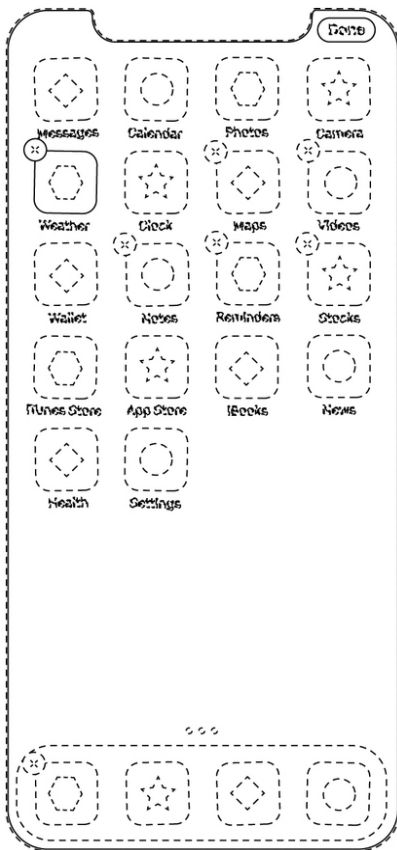 Done
Messages Calendar Photos Camera
Weather Clock Maps Videos
Wallet Notes Reminders Stocks
iTunes Store App Store iBooks News
Health Settings